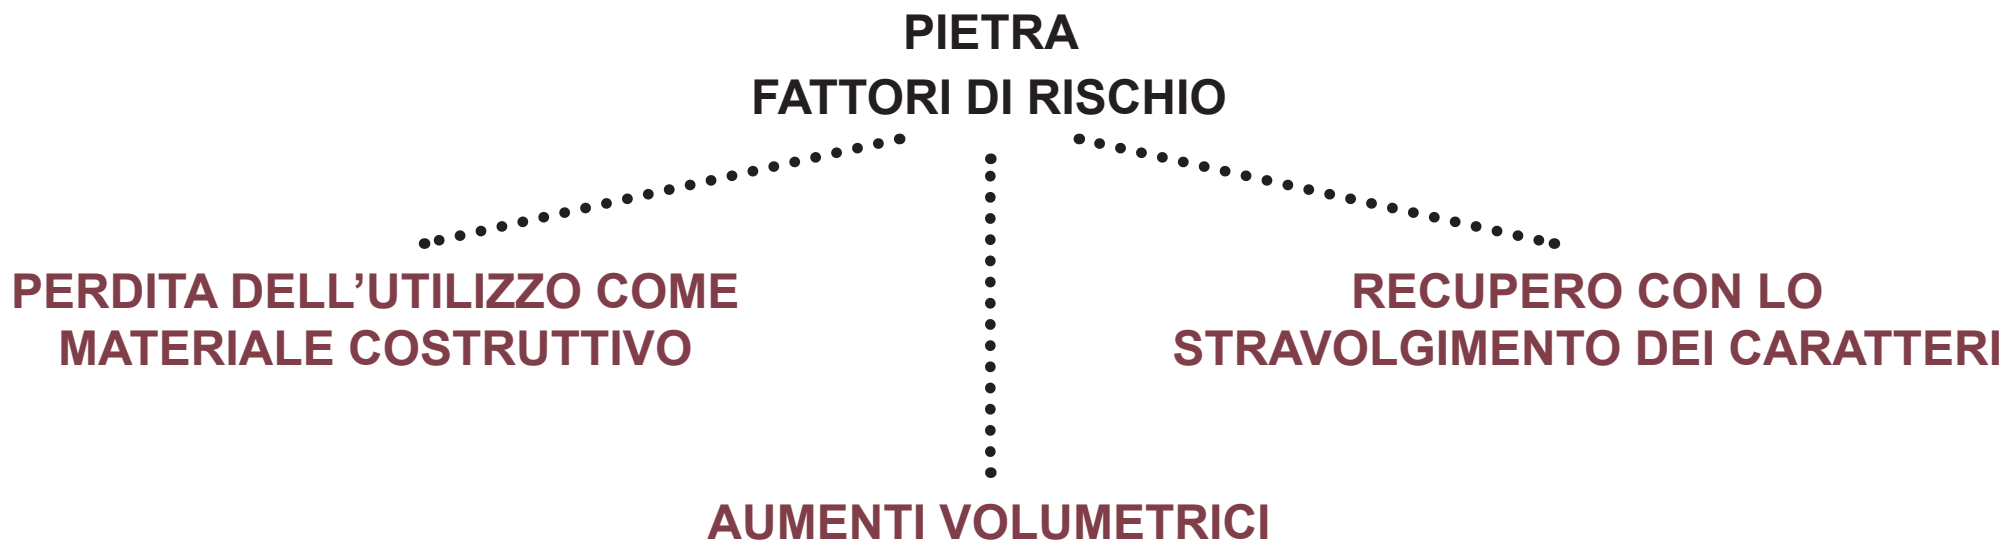 PIETRA
FATTORI DI RISCHIO
PERDITA DELL’UTILIZZO COME
MATERIALE COSTRUTTIVO
RECUPERO CON LO
STRAVOLGIMENTO DEI CARATTERI
AUMENTI VOLUMETRICI